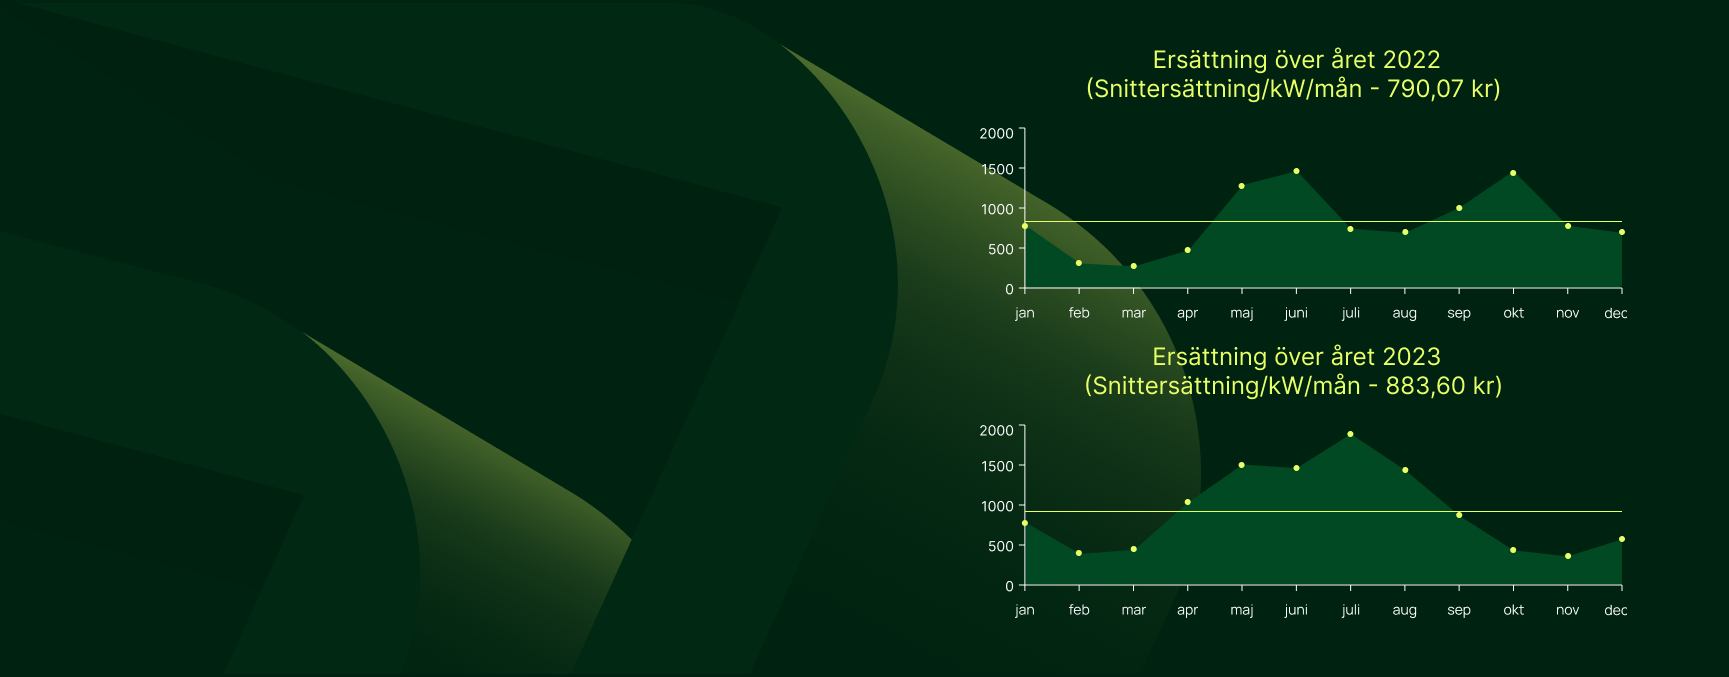 Ersättning över året 2022
(Snittersättning/kW/mån - 790,07 kr)
2000
1500
1000
500
0
jan feb mar apr maj juni juli aug sep okt nov dec
Ersättning över året 2023
(Snittersättning/kW/mån - 883,60 kr)
2000
1500
1000
500
0
jan feb mar apr maj juni juli aug sep okt nov dec